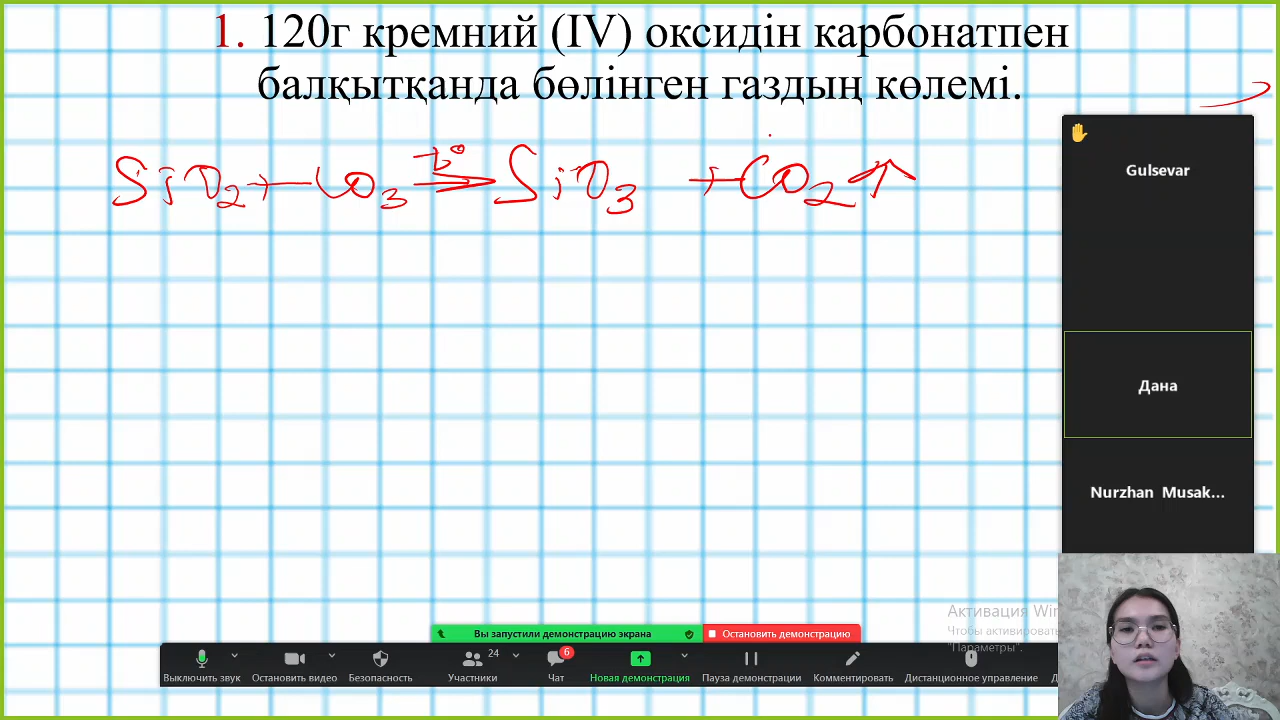 1. 120г кремний (IV) оксидін карбонатпен
балқытқанда бөлінген газдың көлемі.
SiO2 + CO3 t° → SiO3 + CO2 ↑
Gulsevar
Дана
Nurzhan Musak...
Активация Win
Чтобы активировать
"Параметры".
Вы запустили демонстрацию экрана
Остановить демонстрацию
24
6
Выключить звук
Остановить видео
Безопасность
Участники
Чат
Новая демонстрация
Пауза демонстрации
Комментировать
Дистанционное управление